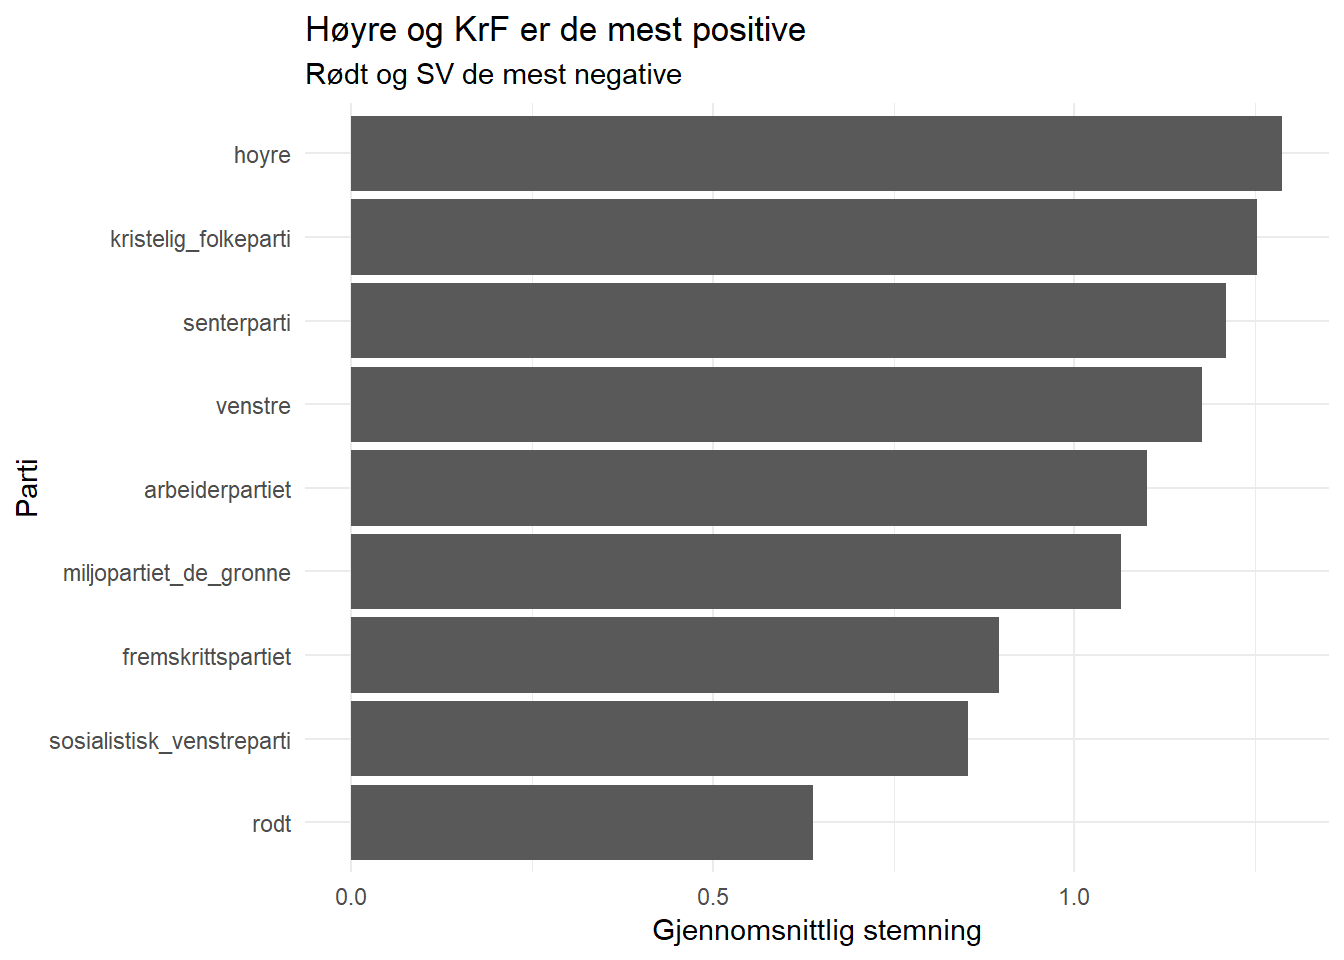 Høyre og KrF er de mest positive
Rødt og SV de mest negative
hoyre
kristelig_folkeparti
senterparti
venstre
arbeiderpartiet
miljopartiet_de_gronne
fremskrittspartiet
sosialistisk_venstreparti
rodt
Parti
0.0 0.5 1.0
Gjennomsnittlig stemning